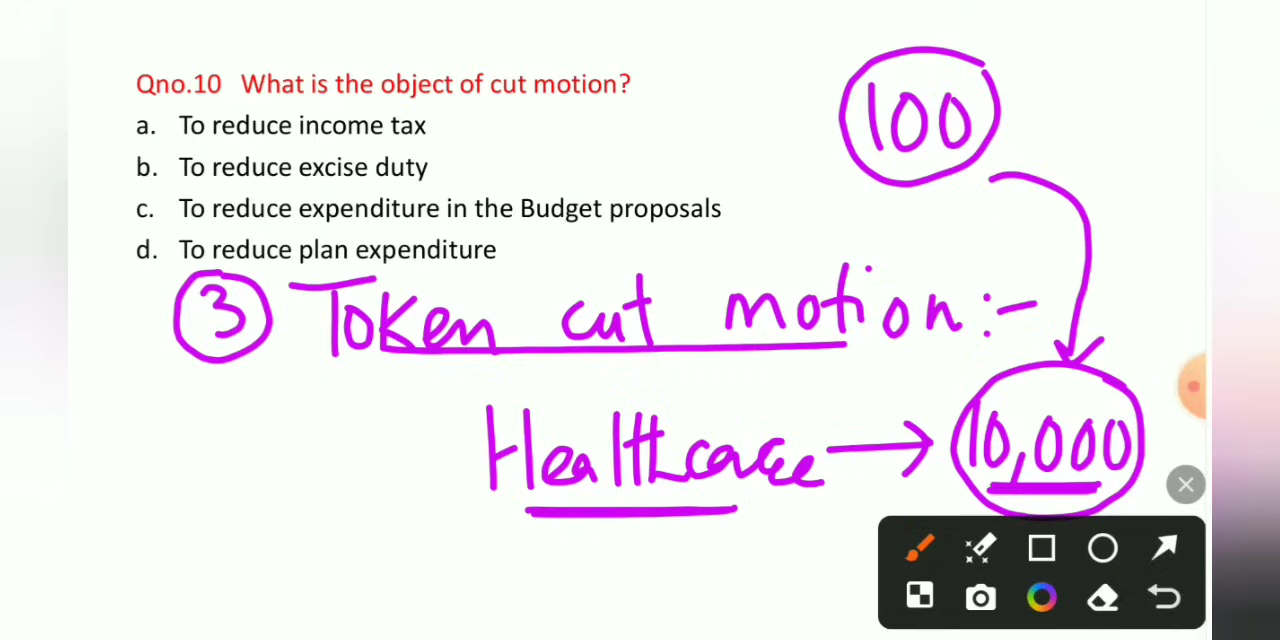 Qno.10 What is the object of cut motion?
a. To reduce income tax
b. To reduce excise duty
c. To reduce expenditure in the Budget proposals
d. To reduce plan expenditure
100
3 Token cut motion :-
Healthcare → 10,000